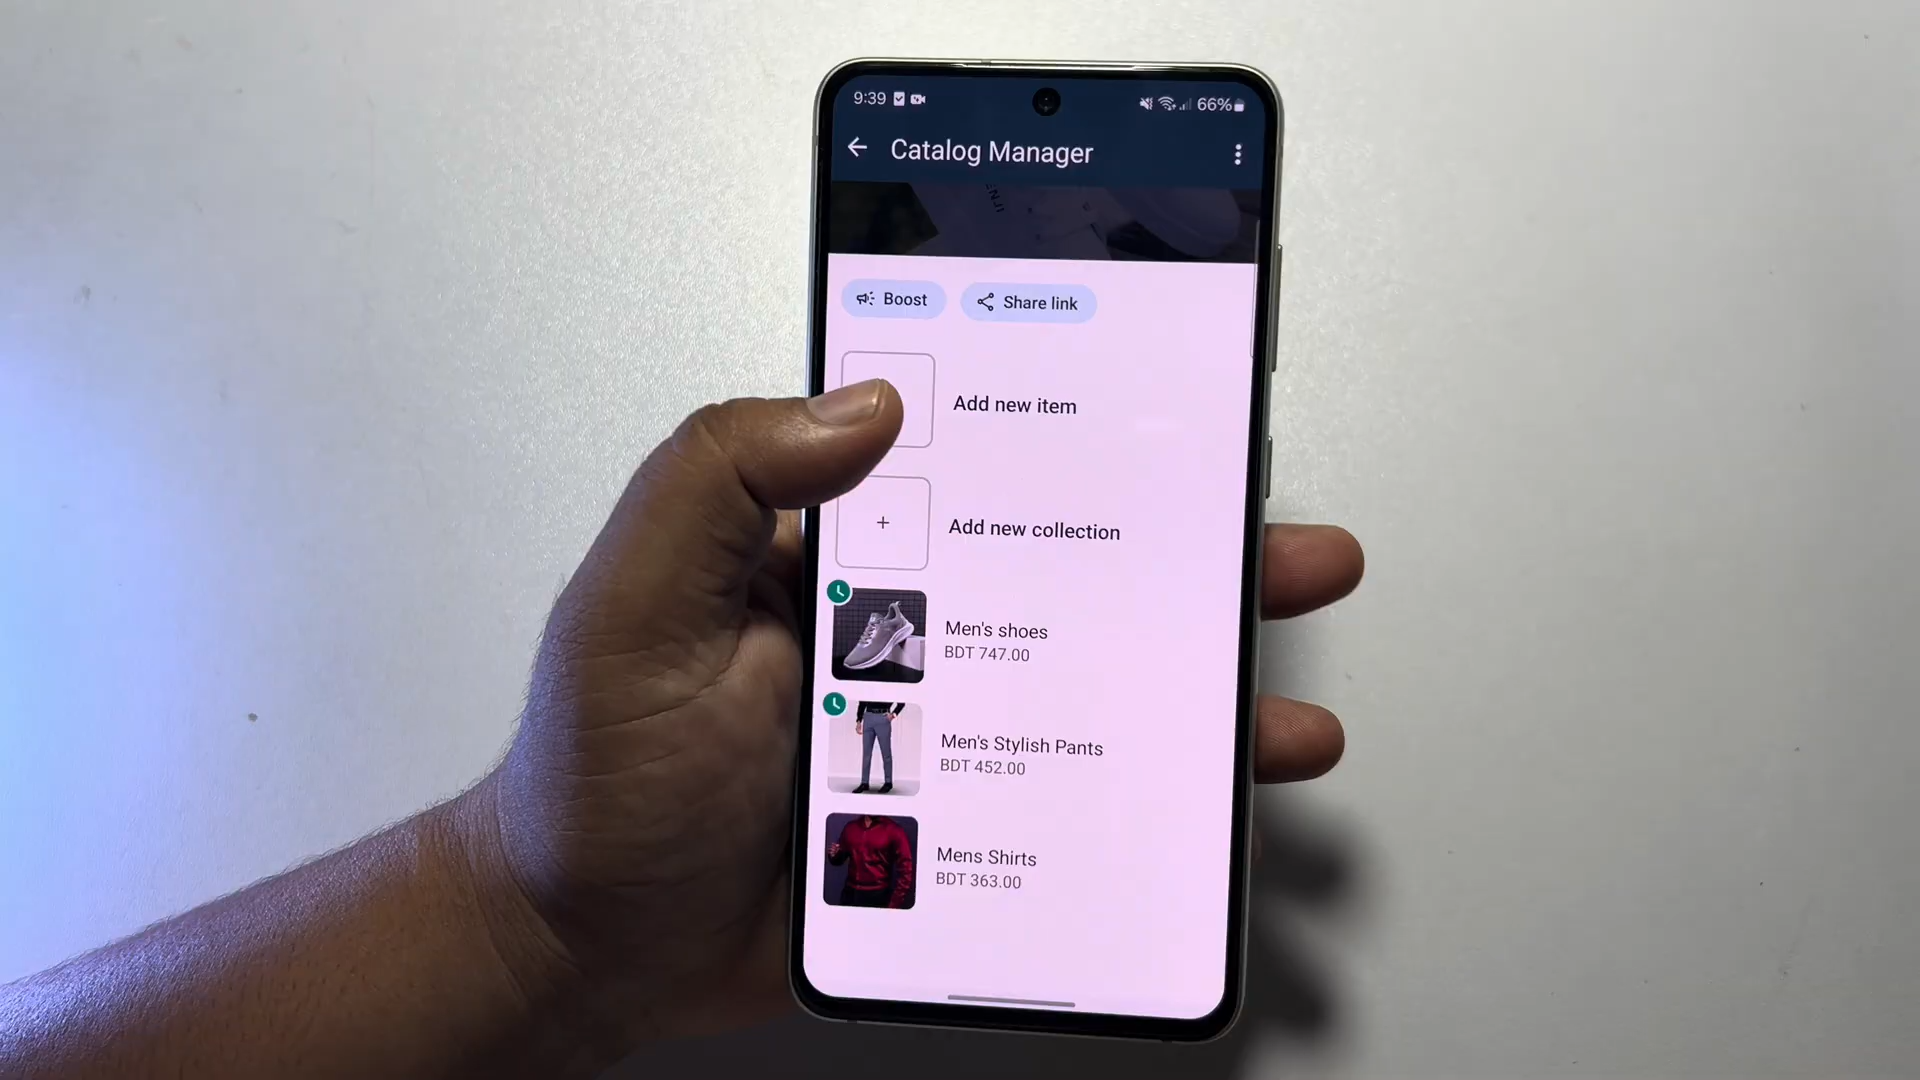 9:39
66%
Catalog Manager
Boost
Share link
Add new item
+
Add new collection
Men's shoes
BDT 747.00
Men's Stylish Pants
BDT 452.00
Mens Shirts
BDT 363.00